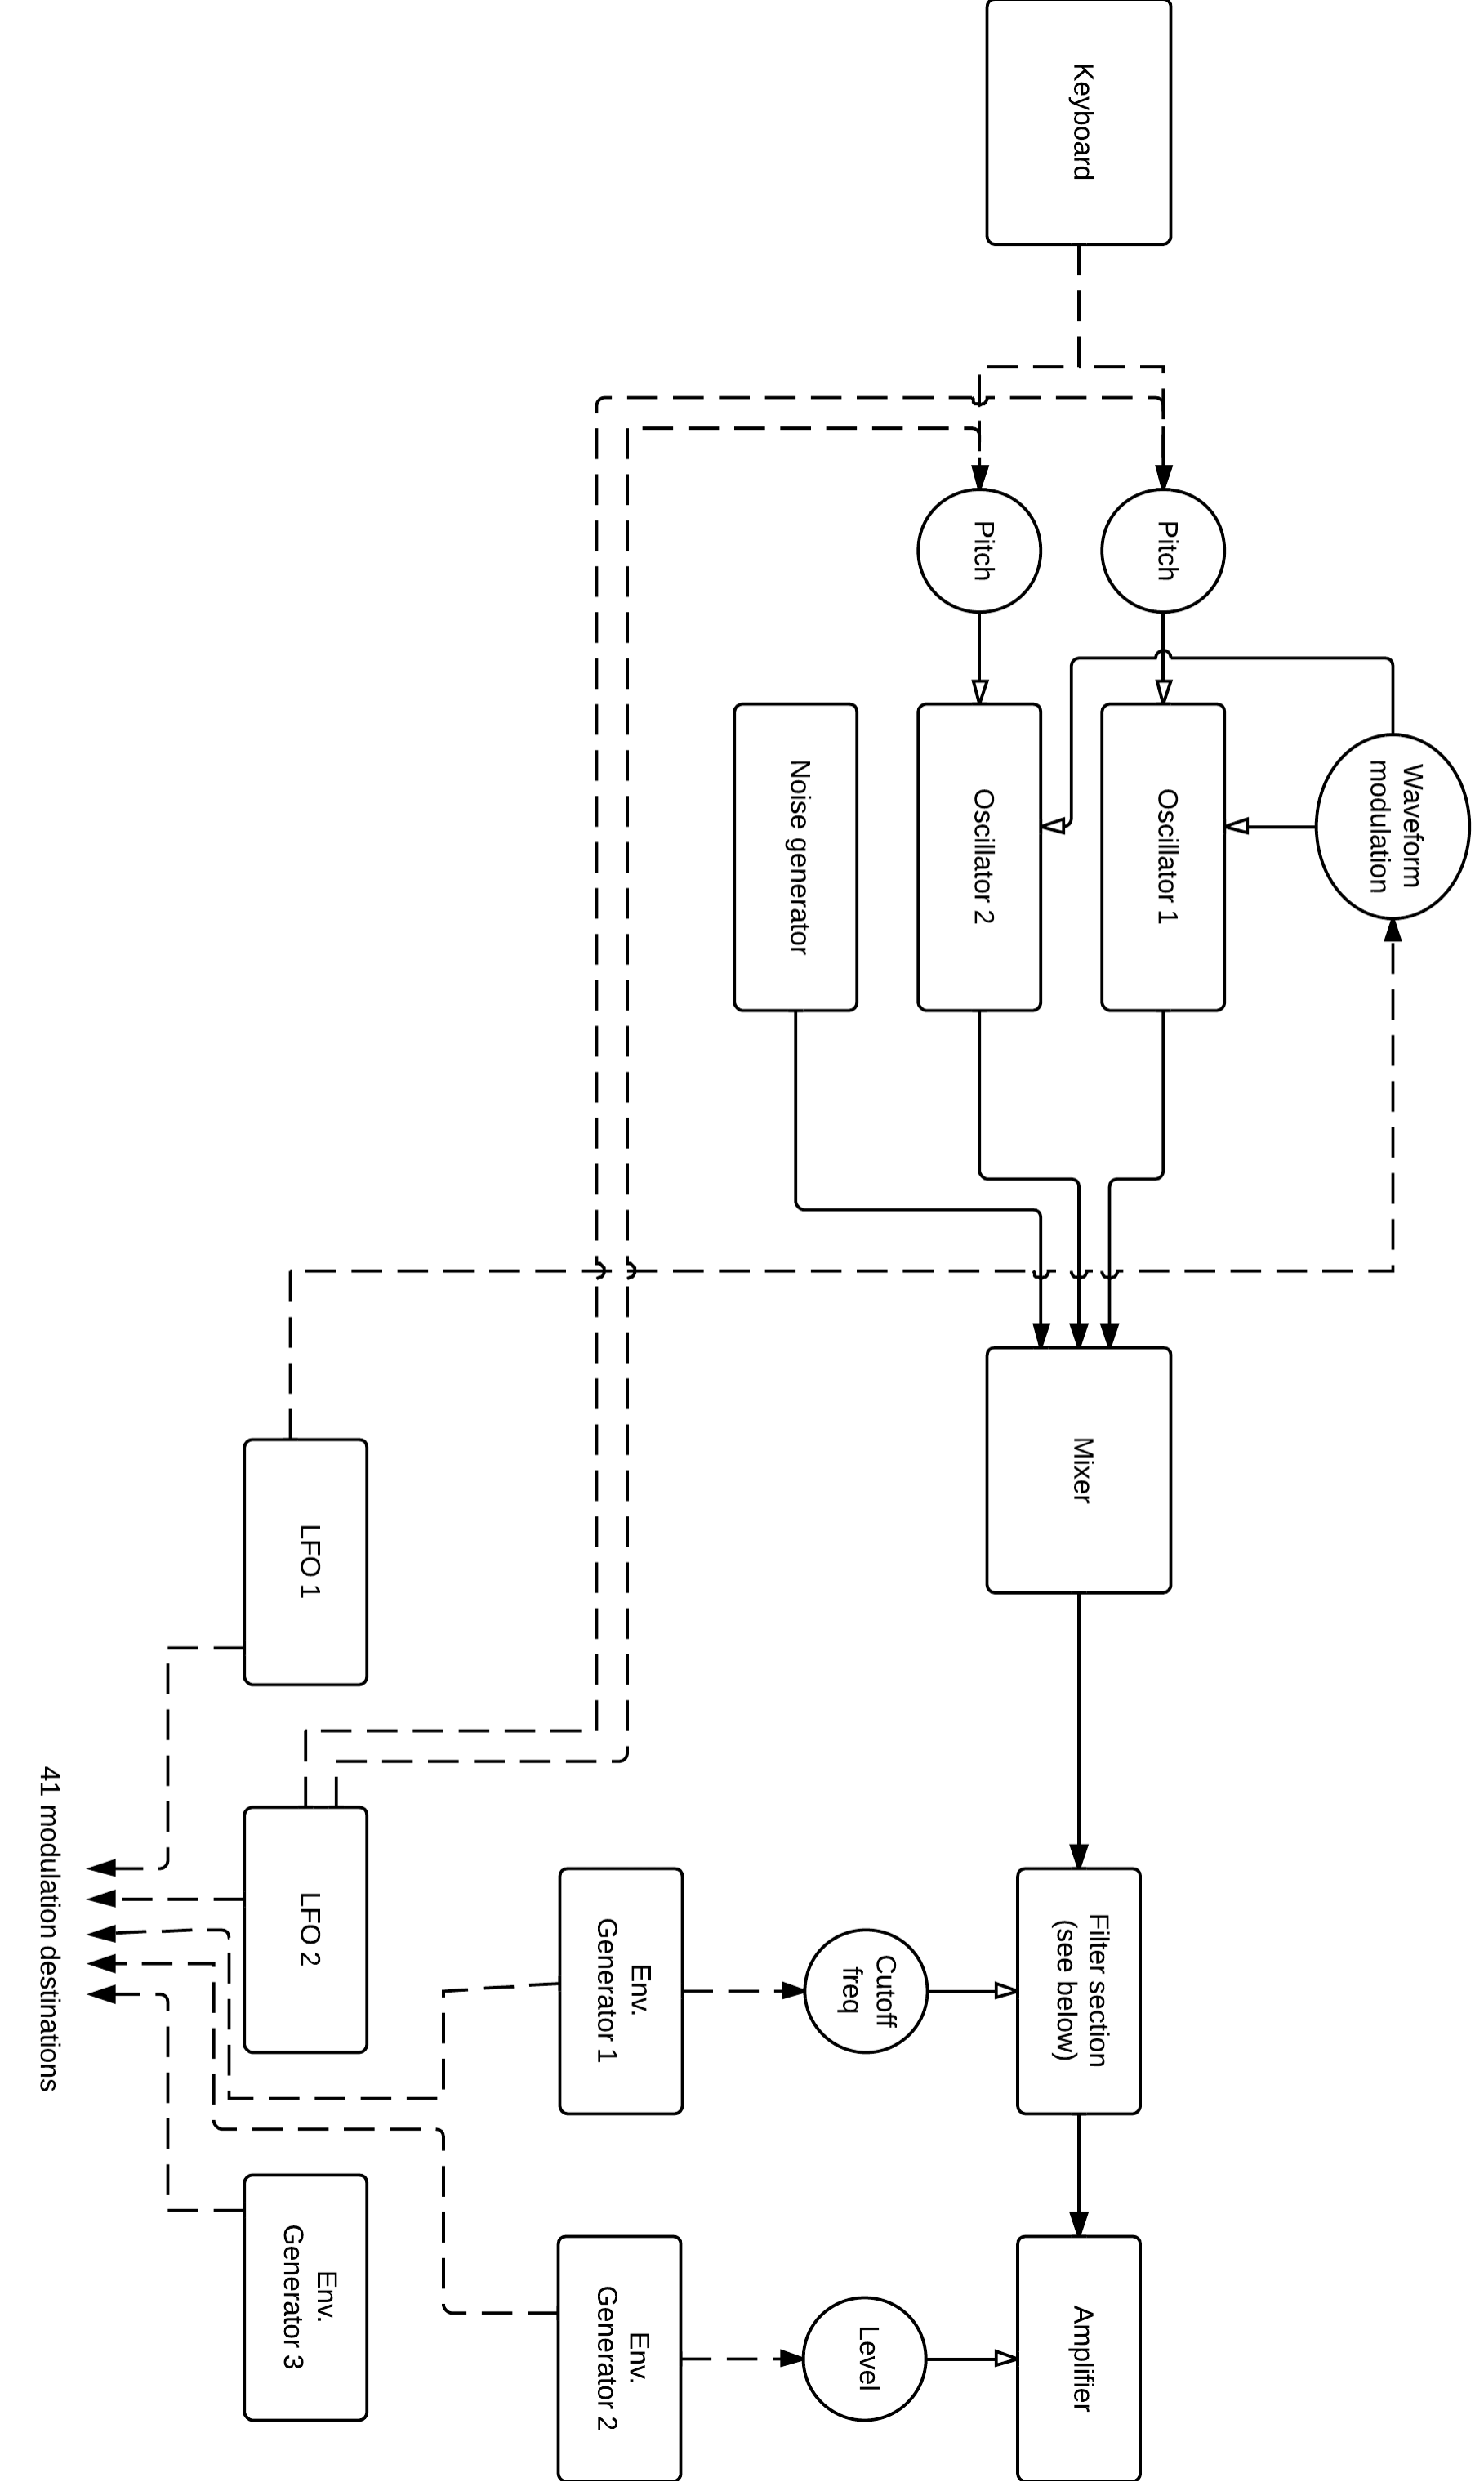 Keyboard
Pitch
Pitch
Waveform
modulation
Oscillator 1
Oscillator 2
Noise generator
Mixer
LFO 1
LFO 2
41 modulation destinations
Filter section
(see below)
Cutoff
freq
Env.
Generator 1
Amplifier
Level
Env.
Generator 2
Env.
Generator 3